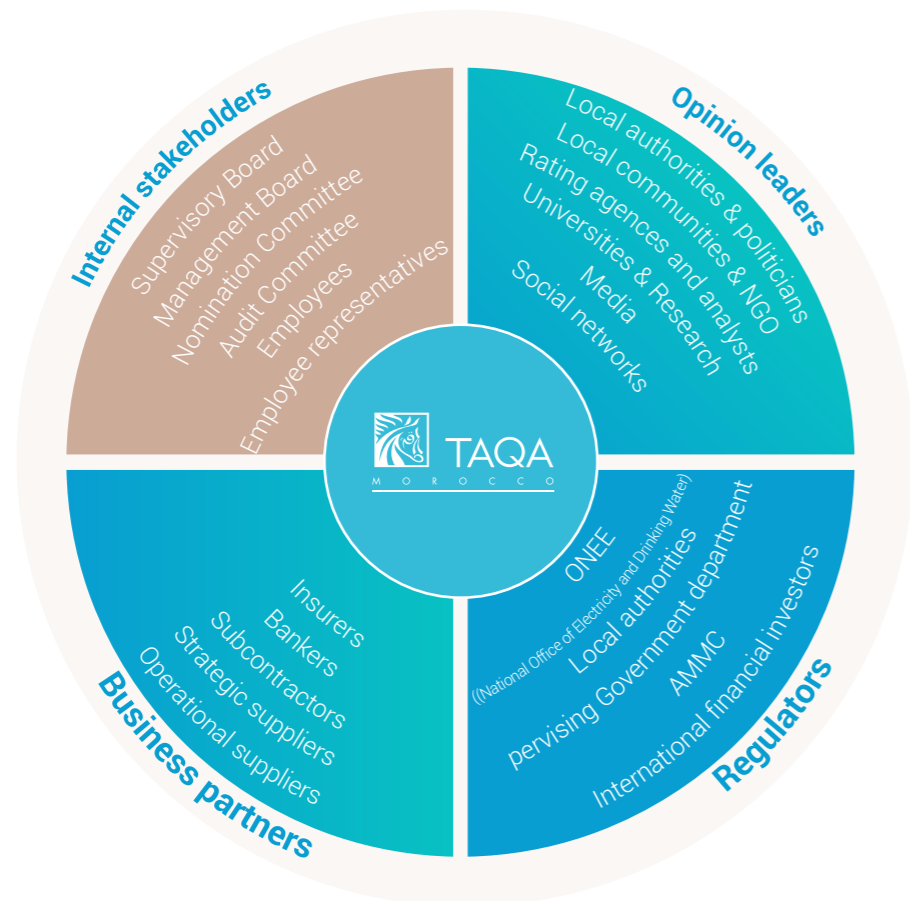 Internal stakeholders
Supervisory Board
Management Board
Nomination Committee
Audit Committee
Employees
Employee representatives
Opinion leaders
Local authorities & politicians
Local communities & NGO
Rating agences and analysts
Universities & Research
Media
Social networks
TAQA
MOROCCO
Business partners
Insurers
Bankers
Subcontractors
Strategic suppliers
Operational suppliers
Regulators
ONEE
((National Office of Electricity and Drinking Water)
Local authorities
pervising Government department
AMMC
International financial investors